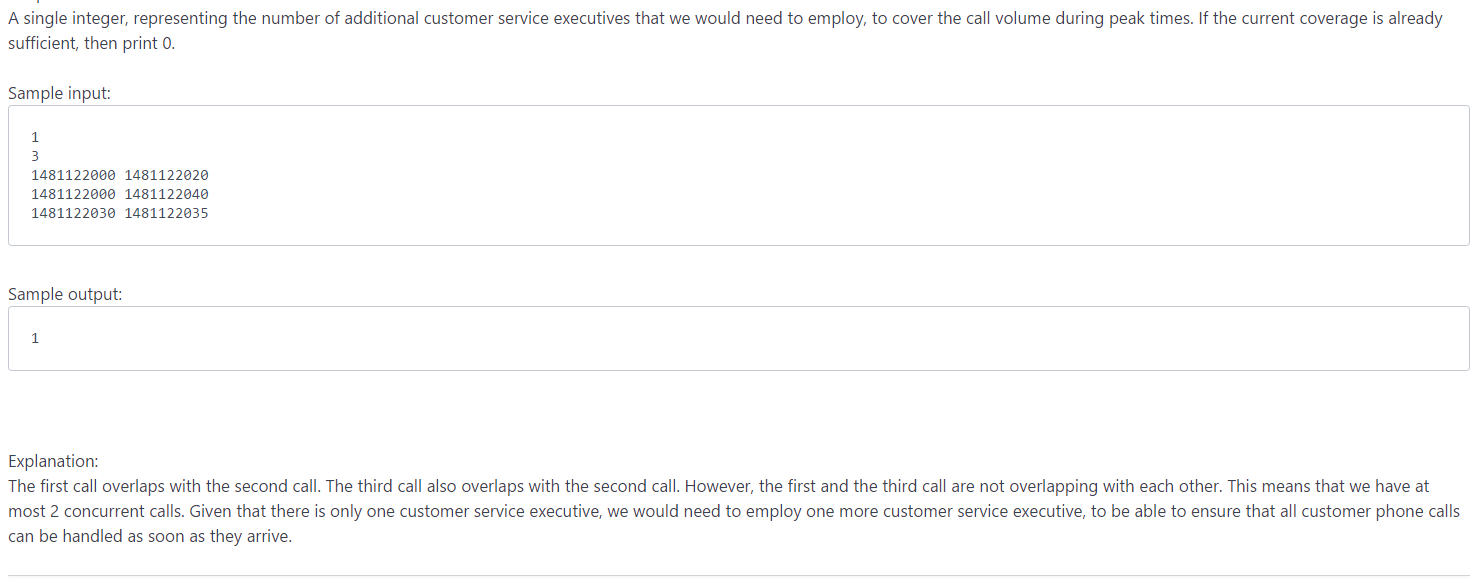 A single integer, representing the number of additional customer service executives that we would need to employ, to cover the call volume during peak times. If the current coverage is already
sufficient, then print 0.
Sample input:
1
3
1481122000 1481122020
1481122000 1481122040
1481122030 1481122035
Sample output:
1
Explanation:
The first call overlaps with the second call. The third call also overlaps with the second call. However, the first and the third call are not overlapping with each other. This means that we have at
most 2 concurrent calls. Given that there is only one customer service executive, we would need to employ one more customer service executive, to be able to ensure that all customer phone calls
can be handled as soon as they arrive.